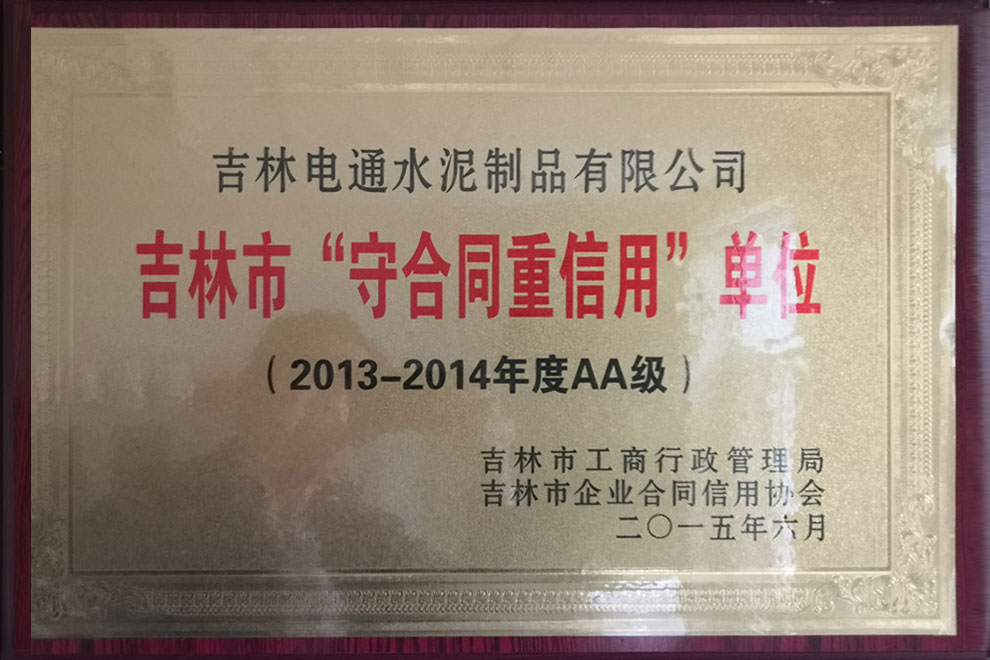 吉林电通水泥制品有限公司
吉林市“守合同重信用”单位
（2013-2014年度AA级）
吉林市工商行政管理局
吉林市企业合同信用协会
二〇一五年六月